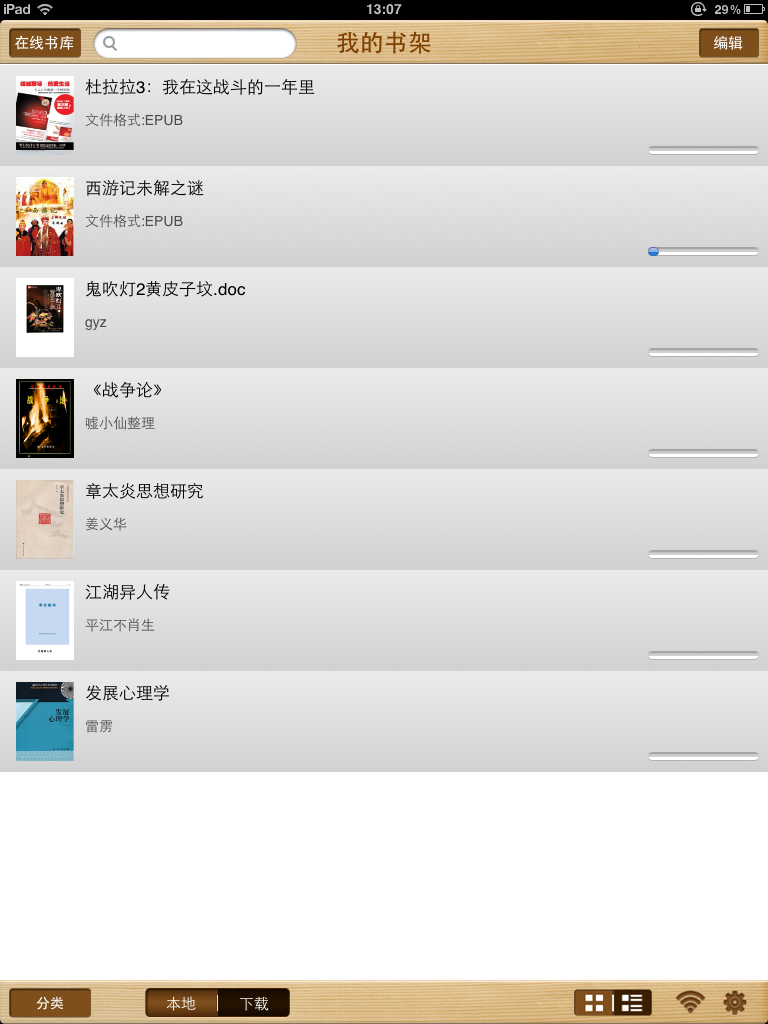 iPad 13:07 29%
在线书库 我的书架 编辑
杜拉拉3：我在这战斗的一年里
文件格式:EPUB
西游记未解之谜
文件格式:EPUB
鬼吹灯2黄皮子坟.doc
gyz
《战争论》
嘘小仙整理
章太炎思想研究
姜义华
江湖异人传
平江不肖生
发展心理学
发展
心理学
雷雳
分类 本地 下载